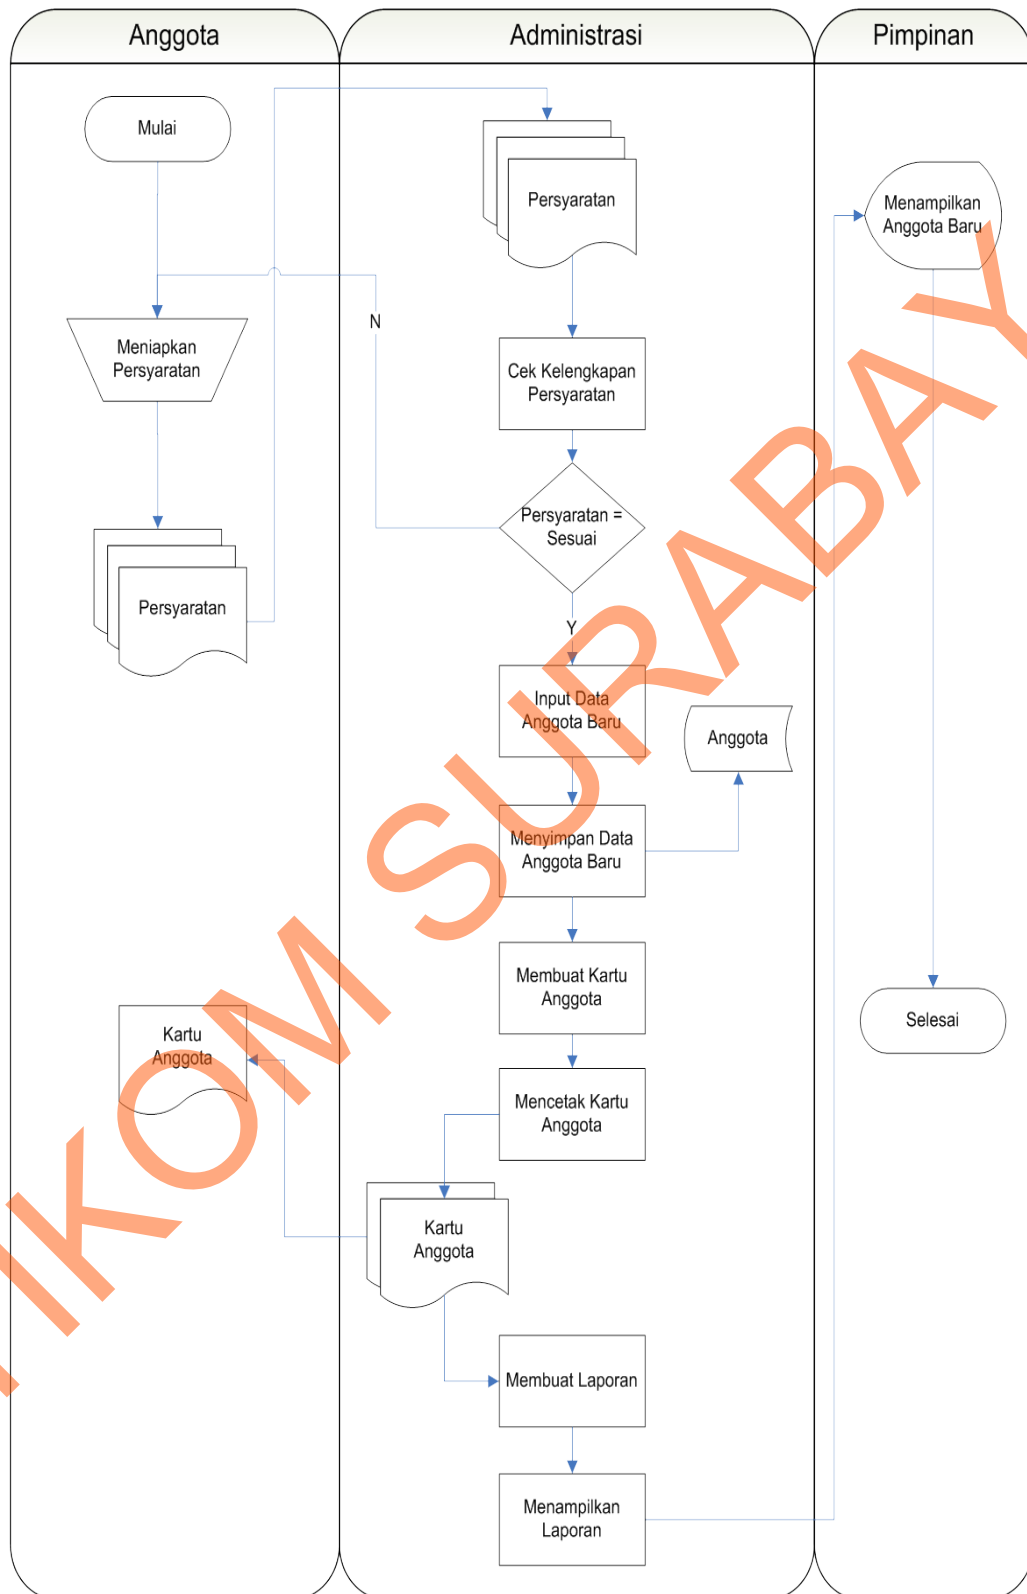 Anggota
Administrasi
Pimpinan
Mulai
Meniapkan
Persyaratan
Persyaratan
Kartu
Anggota
Persyaratan
N
Cek Kelengkapan
Persyaratan
Persyaratan =
Sesuai
Y
Input Data
Anggota Baru
Anggota
Menyimpan Data
Anggota Baru
Membuat Kartu
Anggota
Mencetak Kartu
Anggota
Kartu
Anggota
Membuat Laporan
Menampilkan
Laporan
Menampilkan
Anggota Baru
Selesai
IKOM SURABAY